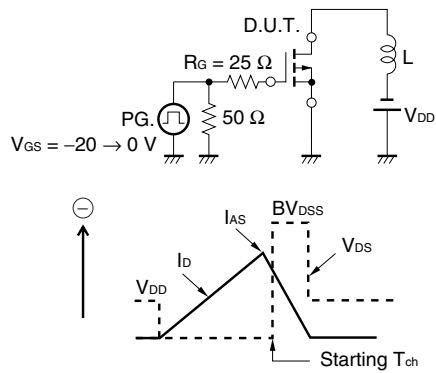 D.U.T.
RG = 25 Ω
L
PG.
50 Ω
VDD
VGS = −20 → 0 V
⊖
IAS
BVDSS
ID
VDS
VDD
Starting Tch